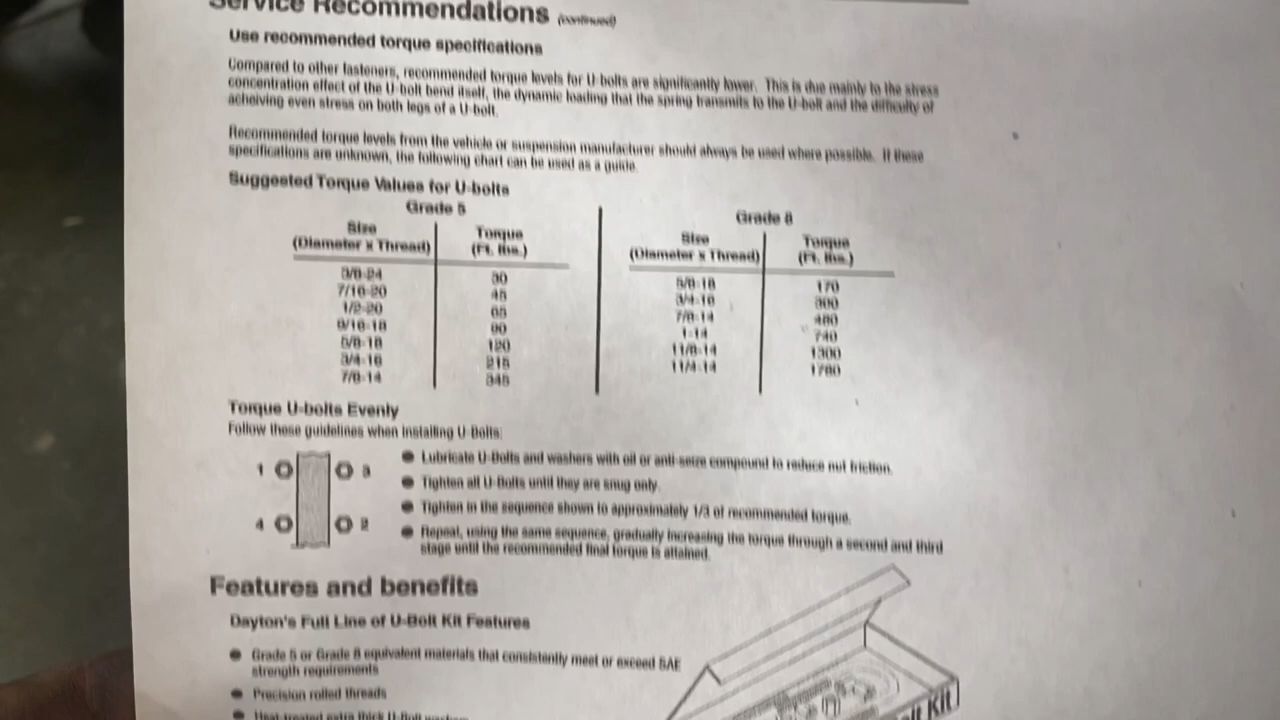 Service Recommendations (continued)
Use recommended torque specifications
Compared to other fasteners, recommended torque levels for U-bolts are significantly lower. This is due mainly to the stress
concentration effect of the U-bolt bend itself, the dynamic loading that the spring transmits to the U-bolt and the difficulty of
acheiving even stress on both legs of a U-bolt.
Recommended torque levels from the vehicle or suspension manufacturer should always be used where possible. If these
specifications are unknown, the following chart can be used as a guide.
Suggested Torque Values for U-bolts
Grade 5
Size Torque
(Diameter x Thread) (Ft. lbs.)
3/8-24 30
7/16-20 45
1/2-20 65
9/16-18 90
5/8-18 120
3/4-16 215
7/8-14 345
Grade 8
Size Torque
(Diameter x Thread) (Ft. lbs.)
5/8-18 170
3/4-16 300
7/8-14 480
1-14 740
1 1/8-14 1300
1 1/4-14 1780
Torque U-bolts Evenly
Follow these guidelines when installing U-Bolts:
1 3
4 2
Lubricate U-Bolts and washers with oil or anti-seize compound to reduce nut friction.
Tighten all U-Bolts until they are snug only.
Tighten in the sequence shown to approximately 1/3 of recommended torque.
Repeat, using the same sequence, gradually increasing the torque through a second and third
stage until the recommended final torque is attained.
Features and benefits
Dayton's Full Line of U-Bolt Kit Features
Grade 5 or Grade 8 equivalent materials that consistently meet or exceed SAE
strength requirements
Precision rolled threads
Heat-treated extra thick U-Bolt
Kit